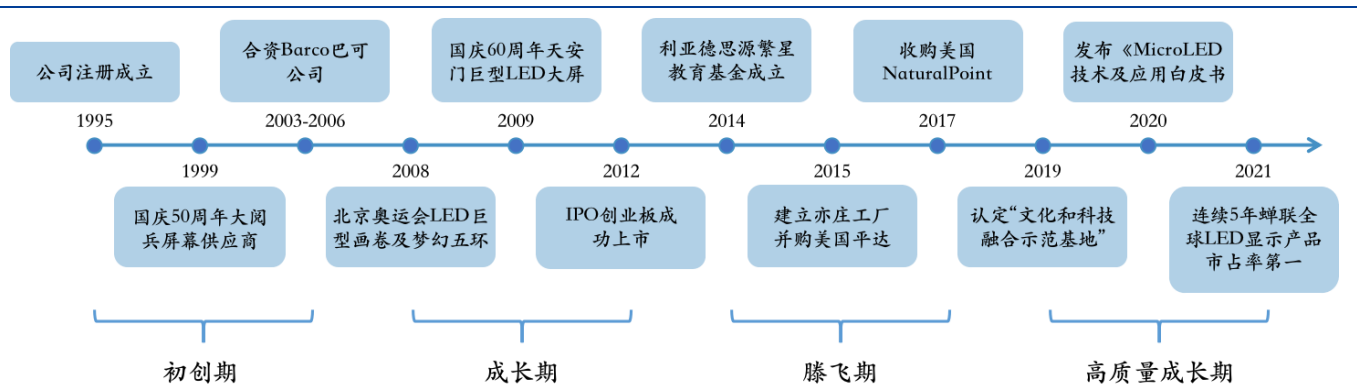 公司注册成立
合资Barco巴可
公司
国庆60周年天安
门巨型LED大屏
利亚德思源繁星
教育基金成立
收购美国
NaturalPoint
发布《MicroLED
技术及应用白皮书
1995
2003-2006
2009
2014
2017
2020
1999
2008
2012
2015
2019
2021
国庆50周年大阅
兵屏幕供应商
北京奥运会LED巨
型画卷及梦幻五环
IPO创业板成
功上市
建立亦庄工厂
并购美国平达
认定“文化和科技
融合示范基地”
连续5年蝉联全
球LED显示产品
市占率第一
初创期
成长期
滕飞期
高质量成长期